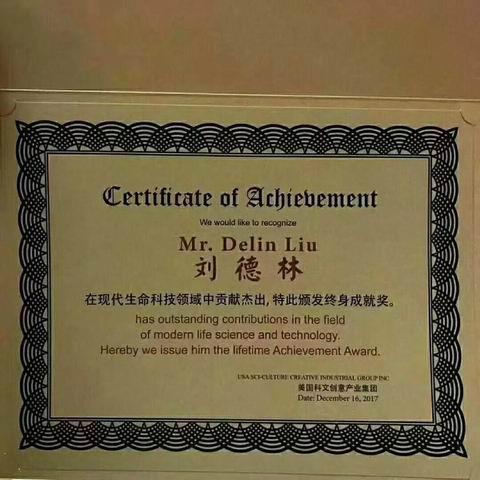 Certificate of Achievement
We would like to recognize
Mr. Delin Liu
刘德林
在现代生命科技领域中贡献杰出,特此颁发终身成就奖。
has outstanding contributions in the field
of modern life science and technology.
Hereby we issue him the lifetime Achievement Award.
USA SCI-CULTURE CREATIVE INDUSTRIAL GROUP INC
美国科文创意产业集团
Date: December 16, 2017